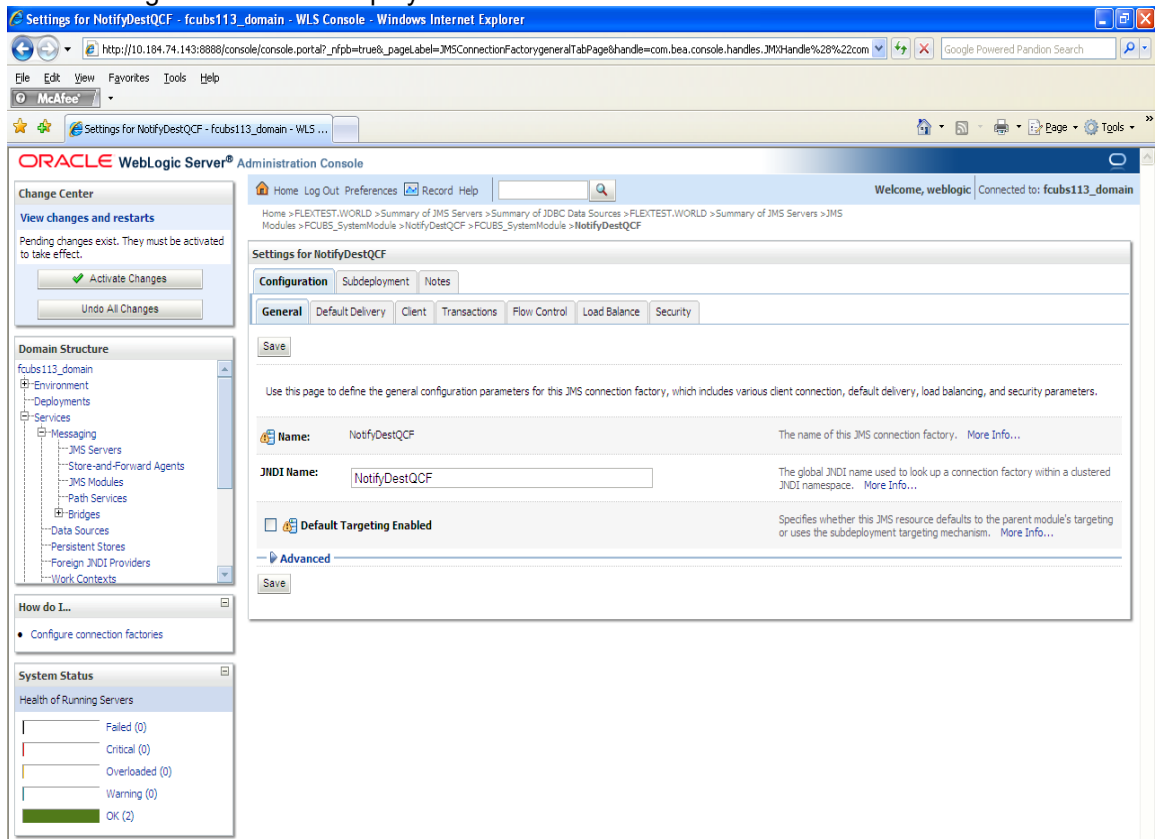 Settings for NotifyDestQCF - fcubs113_domain - WLS Console - Windows Internet Explorer
http://10.184.74.143:8888/console/console.portal?_nfpb=true&_pageLabel=JMSConnectionFactorygeneralTabPage&handle=com.bea.console.handles.JMXHandle%28%22com
Google Powered Pandion Search
File Edit View Favorites Tools Help
McAfee
Settings for NotifyDestQCF - fcubs113_domain - WLS ...
Page Tools
ORACLE WebLogic Server® Administration Console
Change Center
View changes and restarts
Pending changes exist. They must be activated
to take effect.
Activate Changes
Undo All Changes
Domain Structure
fcubs113_domain
Environment
Deployments
Services
Messaging
JMS Servers
Store-and-Forward Agents
JMS Modules
Path Services
Bridges
Data Sources
Persistent Stores
Foreign JNDI Providers
Work Contexts
How do I...
Configure connection factories
System Status
Health of Running Servers
Failed (0)
Critical (0)
Overloaded (0)
Warning (0)
OK (2)
Home Log Out Preferences Record Help
Welcome, weblogic Connected to: fcubs113_domain
Home >FLEXTEST.WORLD >Summary of JMS Servers >Summary of JDBC Data Sources >FLEXTEST.WORLD >Summary of JMS Servers >JMS
Modules >FCUBS_SystemModule >NotifyDestQCF >FCUBS_SystemModule >NotifyDestQCF
Settings for NotifyDestQCF
Configuration Subdeployment Notes
General Default Delivery Client Transactions Flow Control Load Balance Security
Save
Use this page to define the general configuration parameters for this JMS connection factory, which includes various client connection, default delivery, load balancing, and security parameters.
Name: NotifyDestQCF The name of this JMS connection factory. More Info...
JNDI Name: NotifyDestQCF The global JNDI name used to look up a connection factory within a clustered
JNDI namespace. More Info...
Default Targeting Enabled Specifies whether this JMS resource defaults to the parent module's targeting
or uses the subdeployment targeting mechanism. More Info...
Advanced
Save